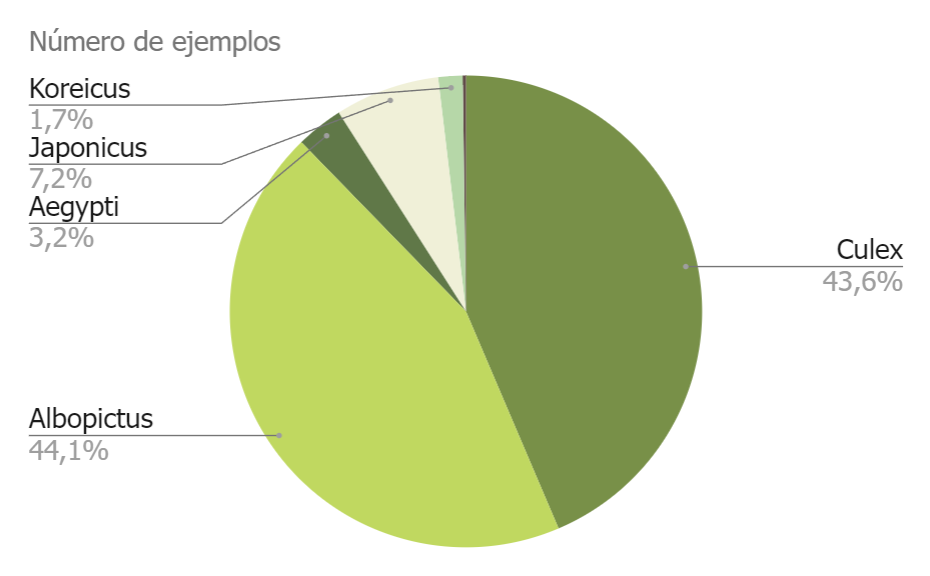 Número de ejemplos
Koreicus
1,7%
Japonicus
7,2%
Aegypti
3,2%
Culex
43,6%
Albopictus
44,1%